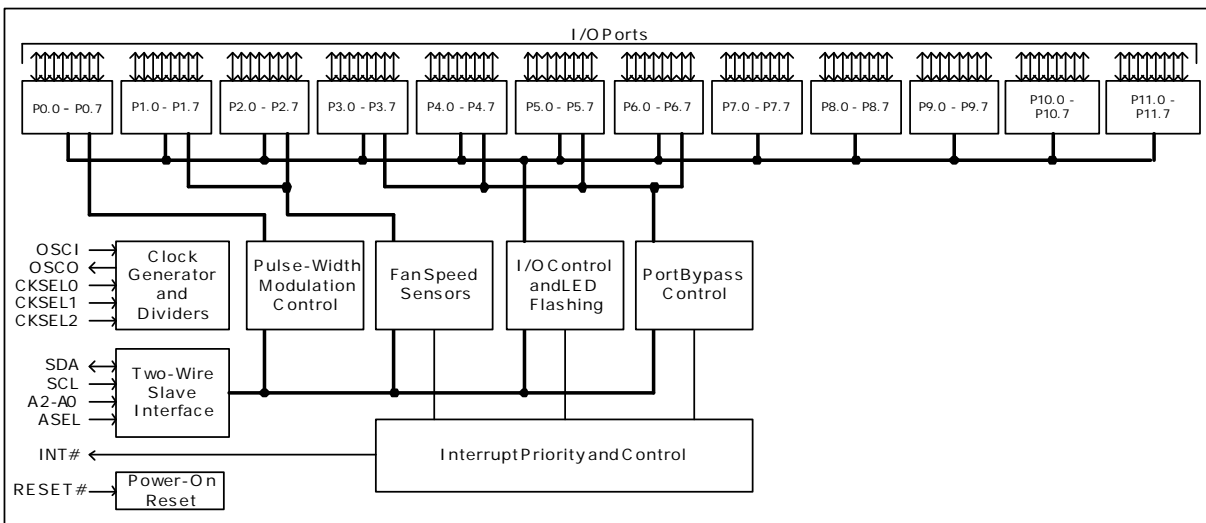 I/O Ports
P0.0 - P0.7
P1.0 - P1.7
P2.0 - P2.7
P3.0 - P3.7
P4.0 - P4.7
P5.0 - P5.7
P6.0 - P6.7
P7.0 - P7.7
P8.0 - P8.7
P9.0 - P9.7
P10.0 -
P10.7
P11.0 -
P11.7
OSCI
OSCO
CKSEL0
CKSEL1
CKSEL2
Clock
Generator
and
Dividers
Pulse-Width
Modulation
Control
Fan Speed
Sensors
I/O Control
and LED
Flashing
Port Bypass
Control
SDA
SCL
A2-A0
ASEL
Two-Wire
Slave
Interface
INT#
Interrupt Priority and Control
RESET#
Power-On
Reset